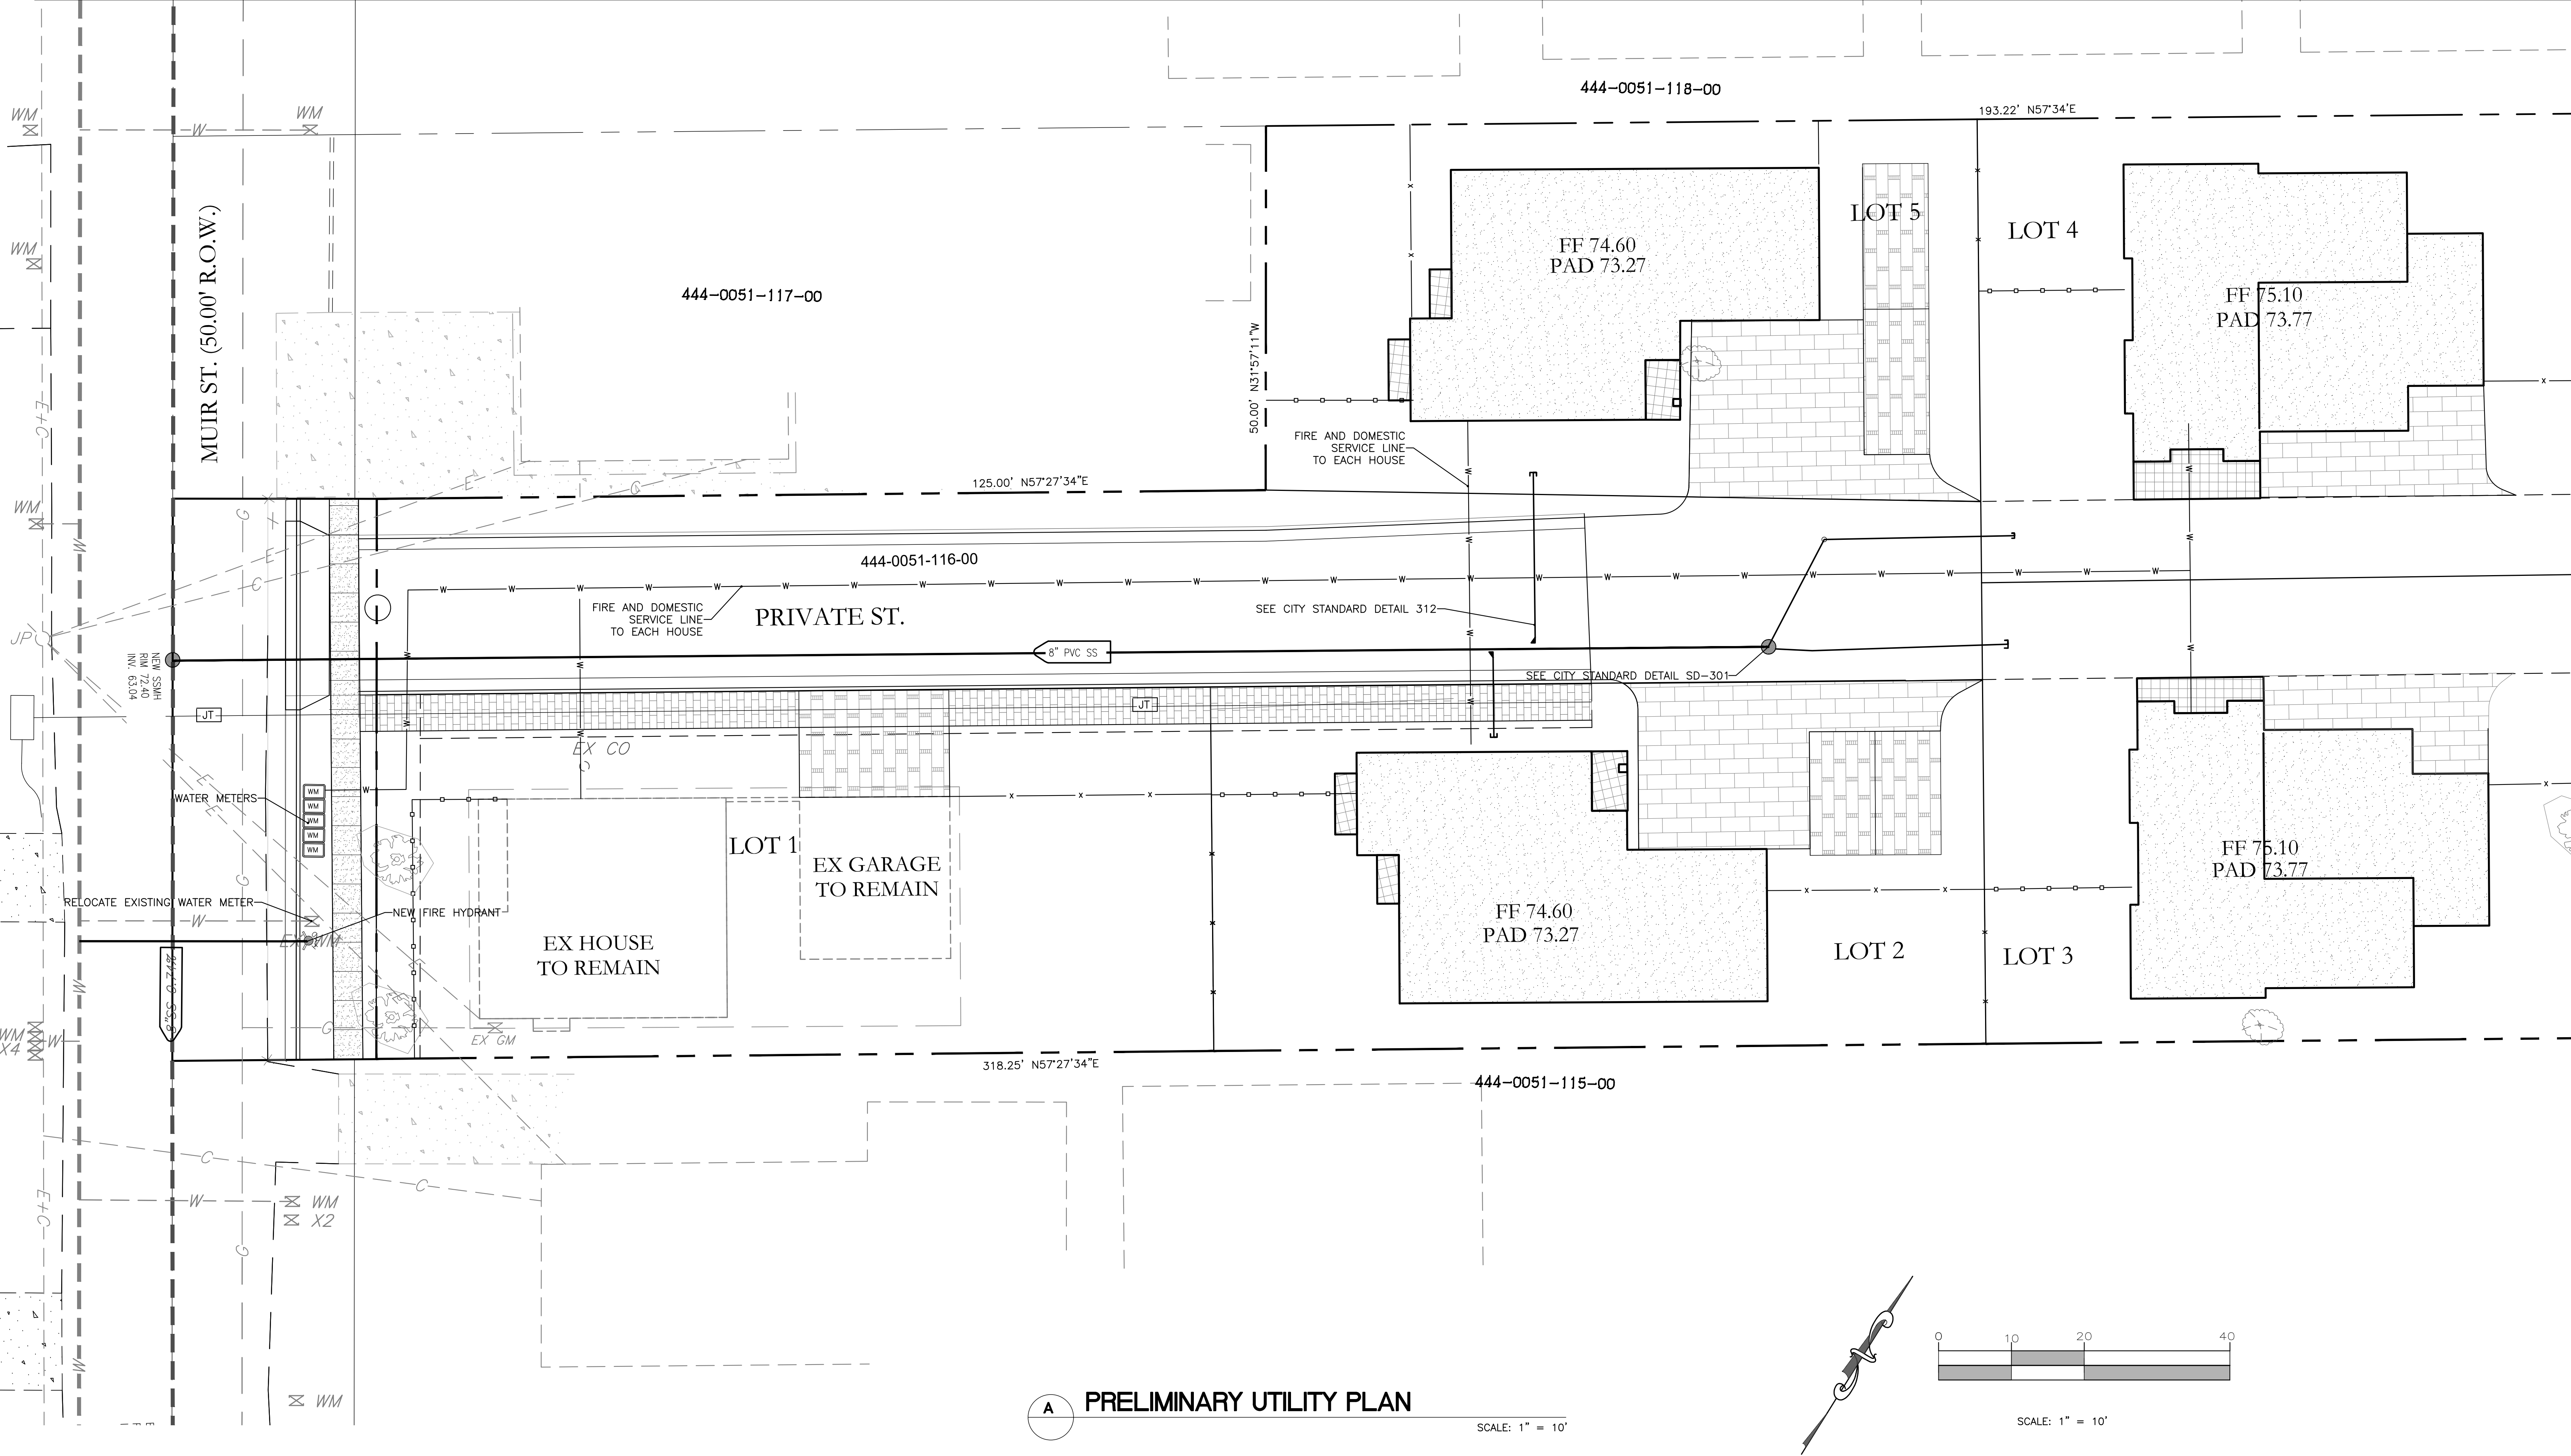 444-0051-118-00
193.22' N57°34'E
WM
W
WM
MUIR ST. (50.00' R.O.W.)
WM
444-0051-117-00
50.00' N31°57'11"W
LOT 5
FF 74.60
PAD 73.27
LOT 4
FF 75.10
PAD 73.77
E+C
FIRE AND DOMESTIC
SERVICE LINE
TO EACH HOUSE
125.00' N57°27'34"E
E
G
WM
G
W
E
C
444-0051-116-00
FIRE AND DOMESTIC
SERVICE LINE
TO EACH HOUSE
PRIVATE ST.
SEE CITY STANDARD DETAIL 312
JP
NEW SSMH
RIM 72.40
INV. 63.04
8" PVC SS
SEE CITY STANDARD DETAIL SD-301
JT
JT
EX CO
E
E
WATER METERS
WM
WM
WM
WM
WM
W
LOT 1
EX GARAGE
TO REMAIN
FF 75.10
PAD 73.77
G
RELOCATE EXISTING WATER METER
W
NEW FIRE HYDRANT
EX WM
EX HOUSE
TO REMAIN
FF 74.60
PAD 73.27
LOT 2
LOT 3
W
G
EX GM
WM
X4
W
318.25' N57°27'34"E
444-0051-115-00
C
C
E+C
W
WM
X2
G
W
WM
A
PRELIMINARY UTILITY PLAN
SCALE: 1" = 10'
0 10 20 40
SCALE: 1" = 10'